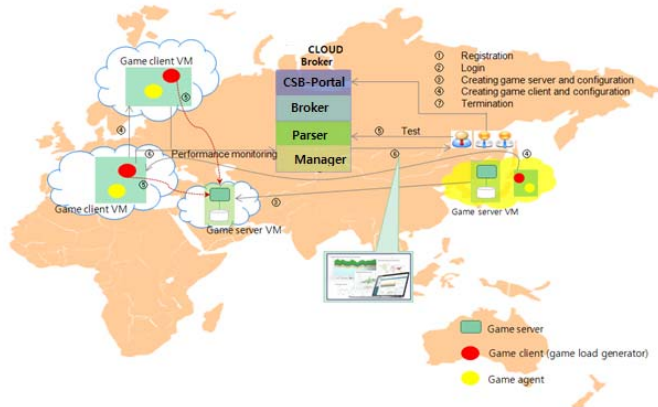 Game client VM
⑤
④
CLOUD
Broker
CSB-Portal
Broker
Parser
Manager
① Registration
② Login
③ Creating game server and configuration
④ Creating game client and configuration
⑦ Termination
⑤ Test
⑥ Performance monitoring
⑥
④
⑤
Game client VM
Game server VM
③
Game server VM
Game server
Game client (game load generator)
Game agent